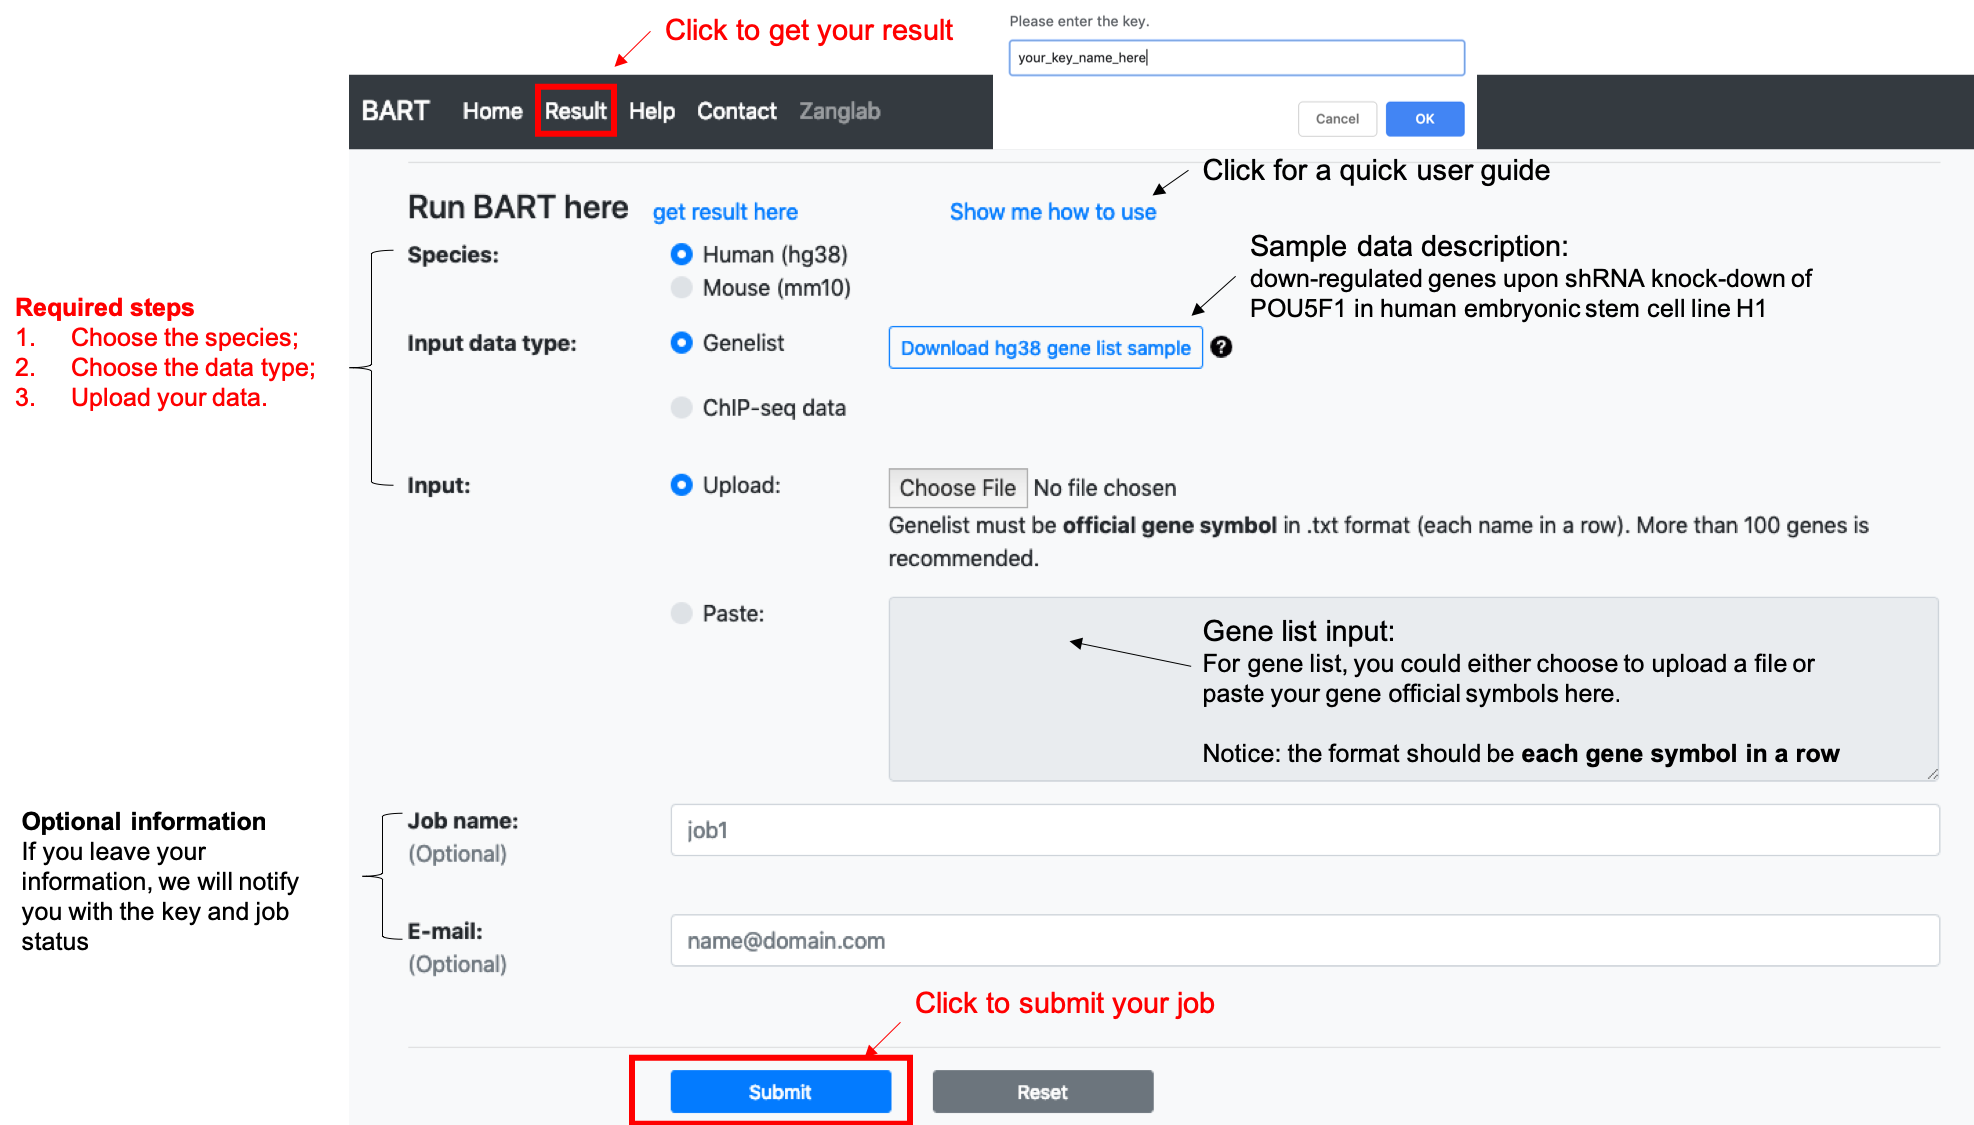 Click to get your result
Please enter the key.
your_key_name_here
Cancel
OK
BART
Home
Result
Help
Contact
Zanglab
Click for a quick user guide
Run BART here
get result here
Show me how to use
Species:
Human (hg38)
Mouse (mm10)
Sample data description:
down-regulated genes upon shRNA knock-down of
POU5F1 in human embryonic stem cell line H1
Required steps
1. Choose the species;
2. Choose the data type;
3. Upload your data.
Input data type:
Genelist
Download hg38 gene list sample
?
ChIP-seq data
Input:
Upload:
Choose File No file chosen
Genelist must be official gene symbol in .txt format (each name in a row). More than 100 genes is
recommended.
Paste:
Gene list input:
For gene list, you could either choose to upload a file or
paste your gene official symbols here.
Notice: the format should be each gene symbol in a row
Optional information
If you leave your
information, we will notify
you with the key and job
status
Job name:
(Optional)
job1
E-mail:
(Optional)
name@domain.com
Click to submit your job
Submit
Reset